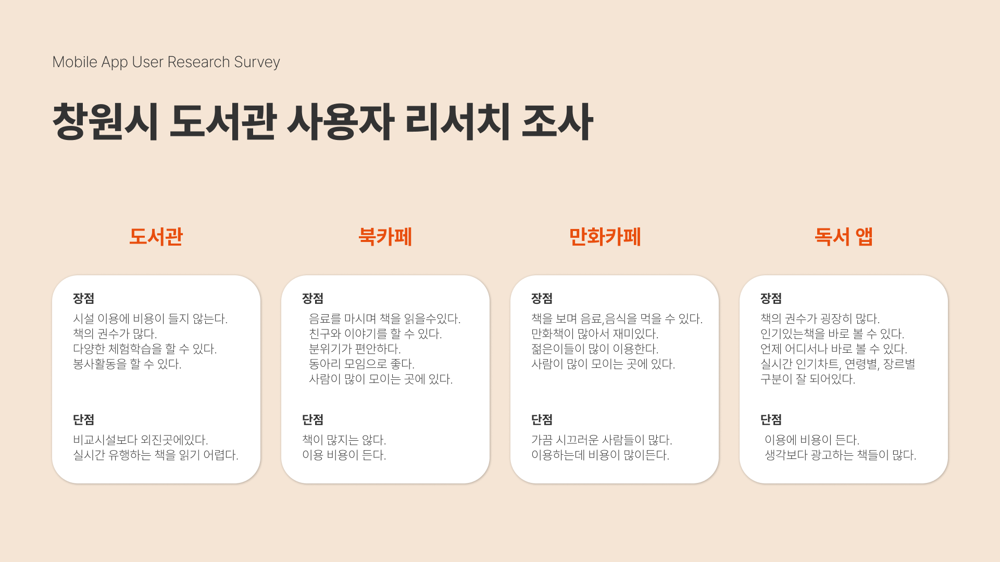 Mobile App User Research Survey
창원시 도서관 사용자 리서치 조사
도서관
장점
시설 이용에 비용이 들지 않는다.
책의 권수가 많다.
다양한 체험학습을 할 수 있다.
봉사활동을 할 수 있다.
단점
비교시설보다 외진곳에있다.
실시간 유행하는 책을 읽기 어렵다.
북카페
장점
음료를 마시며 책을 읽을수있다.
친구와 이야기를 할 수 있다.
분위기가 편안하다.
동아리 모임으로 좋다.
사람이 많이 모이는 곳에 있다.
단점
책이 많지는 않다.
이용 비용이 든다.
만화카페
장점
책을 보며 음료,음식을 먹을 수 있다.
만화책이 많아서 재미있다.
젊은이들이 많이 이용한다.
사람이 많이 모이는 곳에 있다.
단점
가끔 시끄러운 사람들이 많다.
이용하는데 비용이 많이든다.
독서 앱
장점
책의 권수가 굉장히 많다.
인기있는책을 바로 볼 수 있다.
언제 어디서나 바로 볼 수 있다.
실시간 인기차트, 연령별, 장르별
구분이 잘 되어있다.
단점
이용에 비용이 든다.
생각보다 광고하는 책들이 많다.